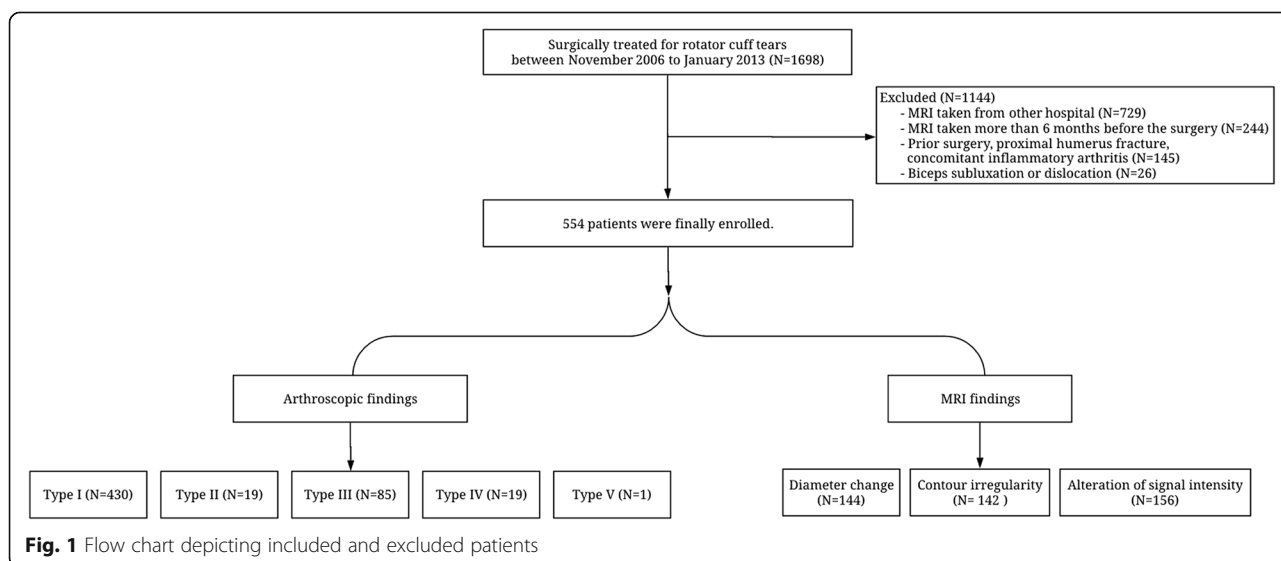 Surgically treated for rotator cuff tears
between November 2006 to January 2013 (N=1698)
Excluded (N=1144)
- MRI taken from other hospital (N=729)
- MRI taken more than 6 months before the surgery (N=244)
- Prior surgery, proximal humerus fracture,
concomitant inflammatory arthritis (N=145)
- Biceps subluxation or dislocation (N=26)
554 patients were finally enrolled.
Arthroscopic findings
MRI findings
Type I (N=430)
Type II (N=19)
Type III (N=85)
Type IV (N=19)
Type V (N=1)
Diameter change
(N=144)
Contour irregularity
(N= 142 )
Alteration of signal intensity
(N=156)
Fig. 1 Flow chart depicting included and excluded patients